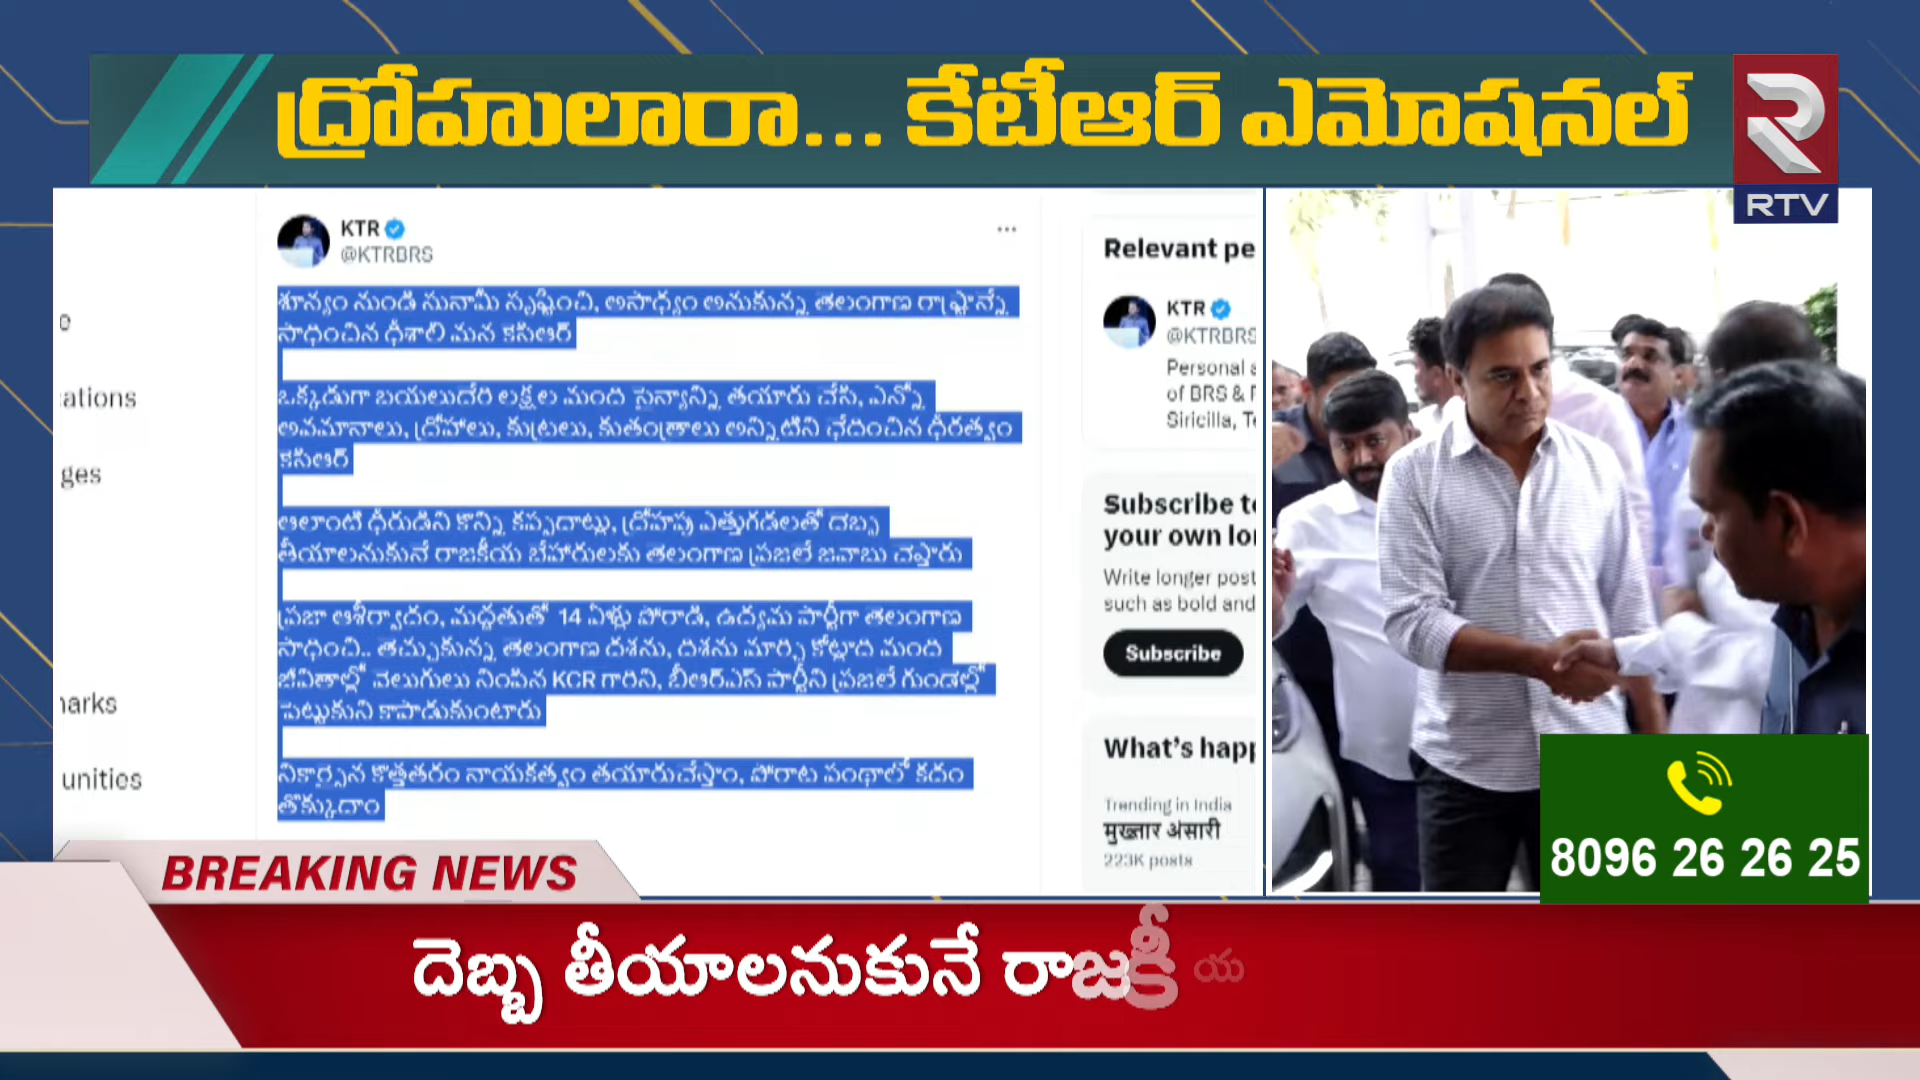 ద్రోహులారా... కేటీఆర్ ఎమోషనల్
RTV
KTR
@KTRBRS
శూన్యం నుండి సునామీ సృష్టించి, అసాధ్యం అనుకున్న తెలంగాణ రాష్ట్రాన్నే
సాధించిన ధీశాలి మన కేసీఆర్
ఒక్కడుగా బయలుదేరి లక్షల మంది సైన్యాన్ని తయారు చేసి, ఎన్నో
అవమానాలు, ద్రోహాలు, కుట్రలు, కుతంత్రాలు అన్నిటిని ఛేదించిన ధీరత్వం
కేసీఆర్
అలాంటి ధీరుడిని కొన్ని కప్పదాట్లు, ద్రోహపు ఎత్తుగడలతో దెబ్బ
తీయాలనుకునే రాజకీయ బేహారులకు తెలంగాణ ప్రజలే జవాబు చెప్తారు
ప్రజా ఆశీర్వాదం, మద్దతుతో 14 ఏళ్లు పోరాడి, ఉద్యమ పార్టీగా తెలంగాణ
సాధించి.. తెచ్చుకున్న తెలంగాణ దశను, దిశను మార్చి కోట్లాది మంది
జీవితాల్లో వెలుగులు నింపిన KCR గారిని, బీఆర్ఎస్ పార్టీని ప్రజలే గుండెల్లో
పెట్టుకుని కాపాడుకుంటారు
నికార్సైన కొత్తతరం నాయకత్వం తయారుచేస్తాం, పోరాట పంథాలో కదం
తొక్కుదాం
e
ations
ges
arks
unities
Relevant pe
KTR
@KTRBRS
Personal a
of BRS &
Siricilla, Te
Subscribe to
your own lo
Write longer post
such as bold and
Subscribe
What's happ
Trending in India
मुख्तार अंसारी
223K posts
8096 26 26 25
BREAKING NEWS
దెబ్బ తీయాలనుకునే రాజకీయ